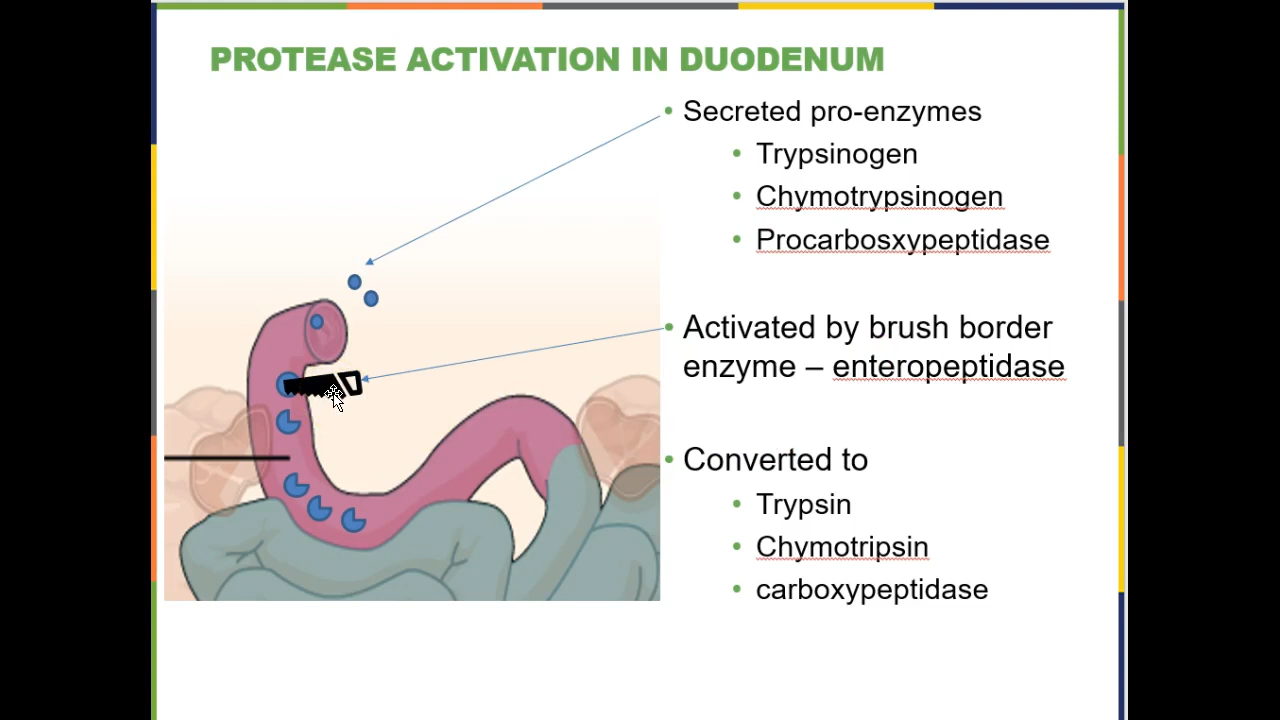 PROTEASE ACTIVATION IN DUODENUM
• Secreted pro-enzymes
• Trypsinogen
• Chymotrypsinogen
• Procarbosxypeptidase
• Activated by brush border
enzyme – enteropeptidase
• Converted to
• Trypsin
• Chymotripsin
• carboxypeptidase